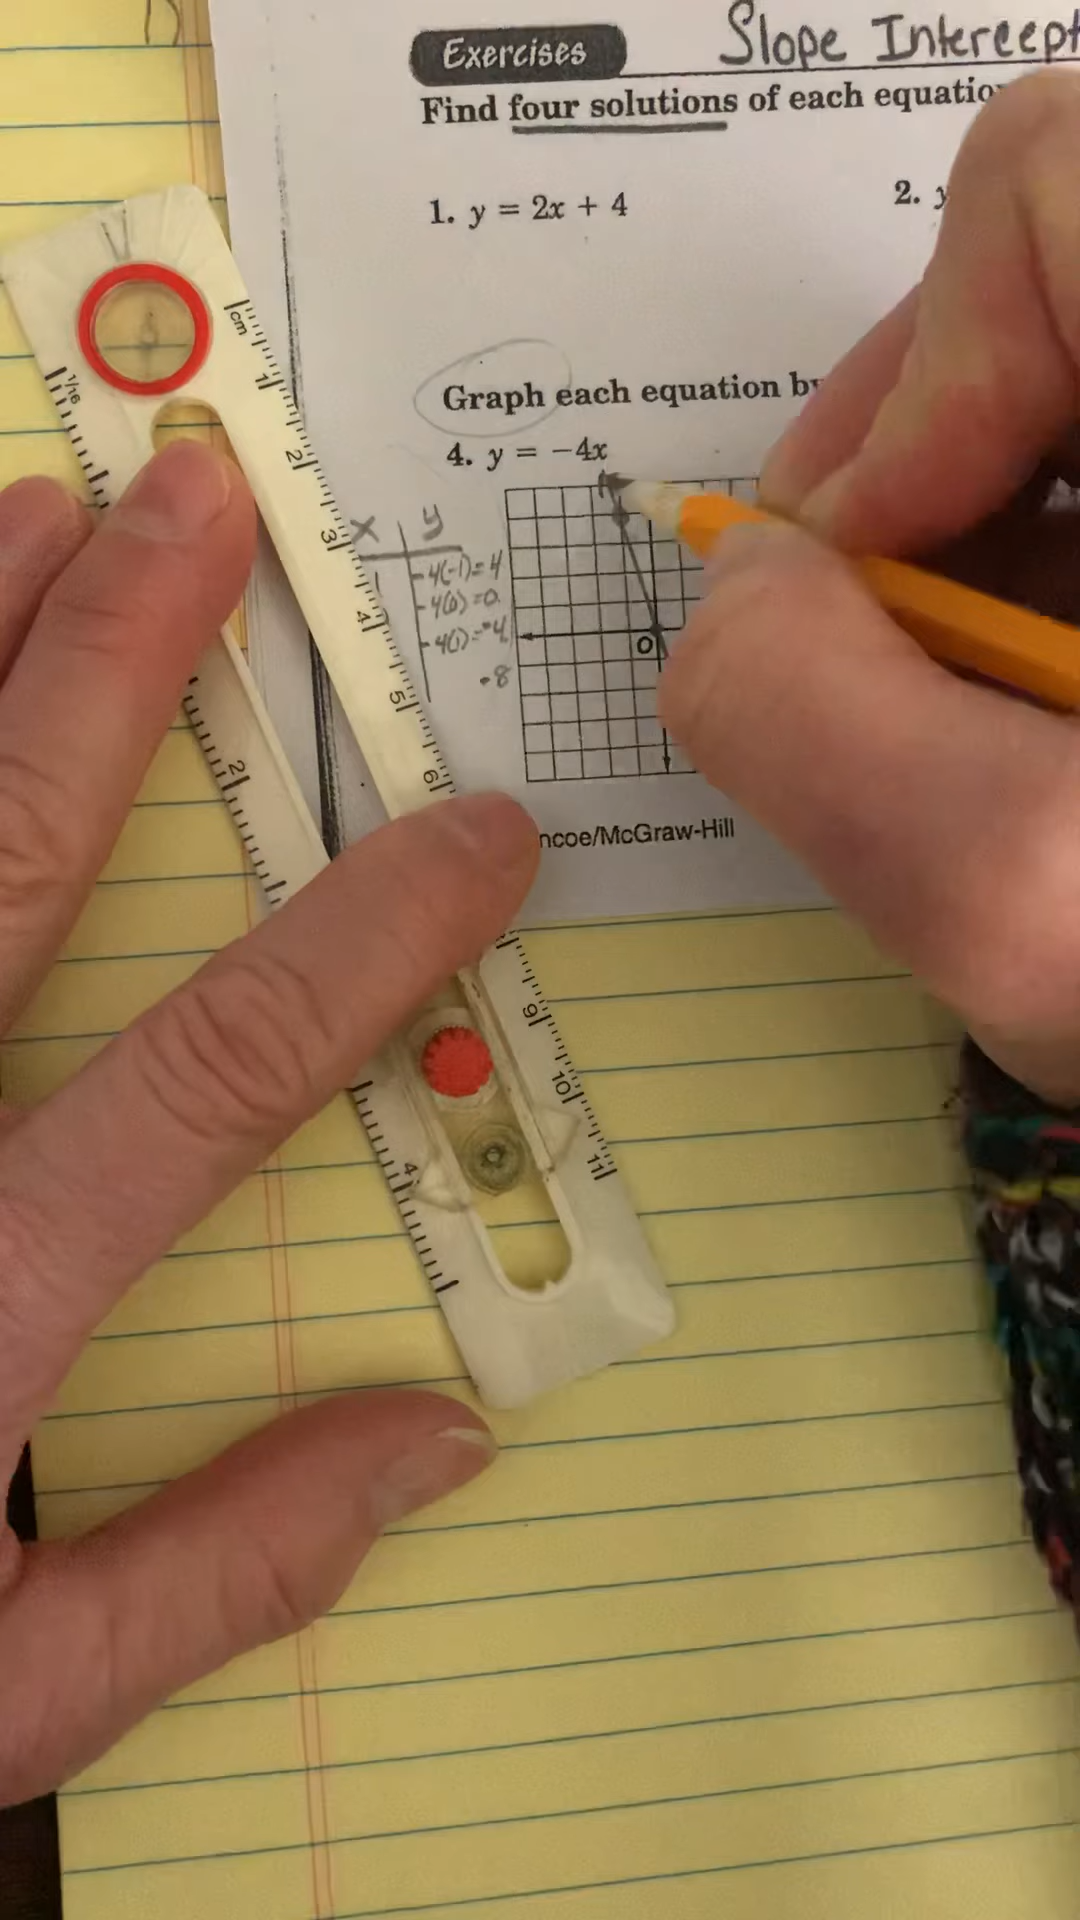 Exercises Slope Intercept
Find four solutions of each equatio
1. y = 2x + 4
2. y
Graph each equation by
4. y = -4x
x y
-4(-1)=4
-4(0)=0
-4(1)=-4
-8
O
ncoe/McGraw-Hill
cm
1/16
1
2
3
4
5
6
2
9
10
4
11